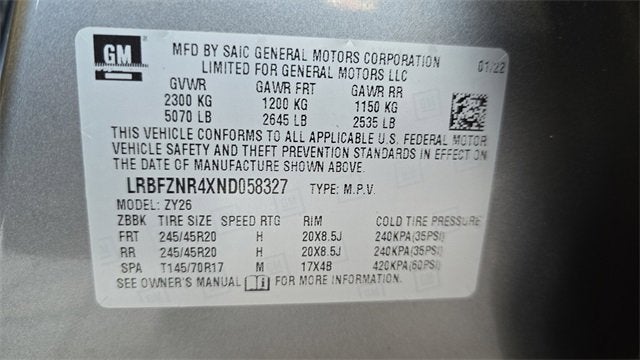 GM
MFD BY SAIC GENERAL MOTORS CORPORATION
LIMITED FOR GENERAL MOTORS LLC
01/22
GVWR GAWR FRT GAWR RR
2300 KG 1200 KG 1150 KG
5070 LB 2645 LB 2535 LB
THIS VEHICLE CONFORMS TO ALL APPLICABLE U.S. FEDERAL MOTOR
VEHICLE SAFETY AND THEFT PREVENTION STANDARDS IN EFFECT ON
THE DATE OF MANUFACTURE SHOWN ABOVE.
LRBFZNR4XND058327 TYPE: M.P.V.
MODEL: ZY26
ZBBK TIRE SIZE SPEED RTG RIM COLD TIRE PRESSURE
FRT 245/45R20 H 20X8.5J 240KPA(35PSI)
RR 245/45R20 H 20X8.5J 240KPA(35PSI)
SPA T145/70R17 M 17X4B 420KPA(60PSI)
SEE OWNER'S MANUAL FOR MORE INFORMATION.